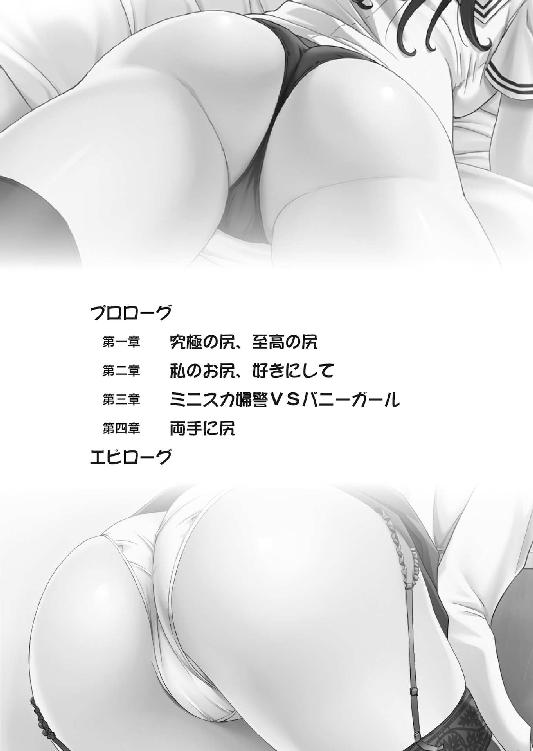 プロローグ
第一章 究極の尻、至高の尻
第二章 私のお尻、好きにして
第三章 ミニスカ婦警VSバニーガール
第四章 両手に尻
エピローグ